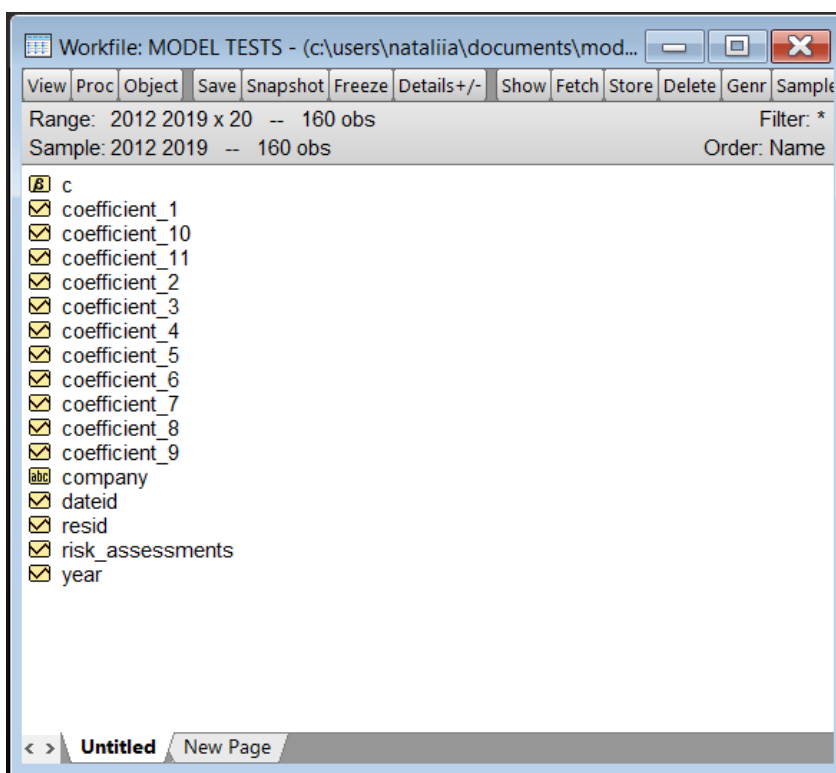 Workfile: MODEL TESTS - (c:\users\nataliia\documents\mod...
View Proc Object Save Snapshot Freeze Details+/- Show Fetch Store Delete Genr Sample
Range: 2012 2019 x 20 -- 160 obs Filter: *
Sample: 2012 2019 -- 160 obs Order: Name
β c
coefficient_1
coefficient_10
coefficient_11
coefficient_2
coefficient_3
coefficient_4
coefficient_5
coefficient_6
coefficient_7
coefficient_8
coefficient_9
abc company
dateid
resid
risk_assessments
year
< > Untitled New Page